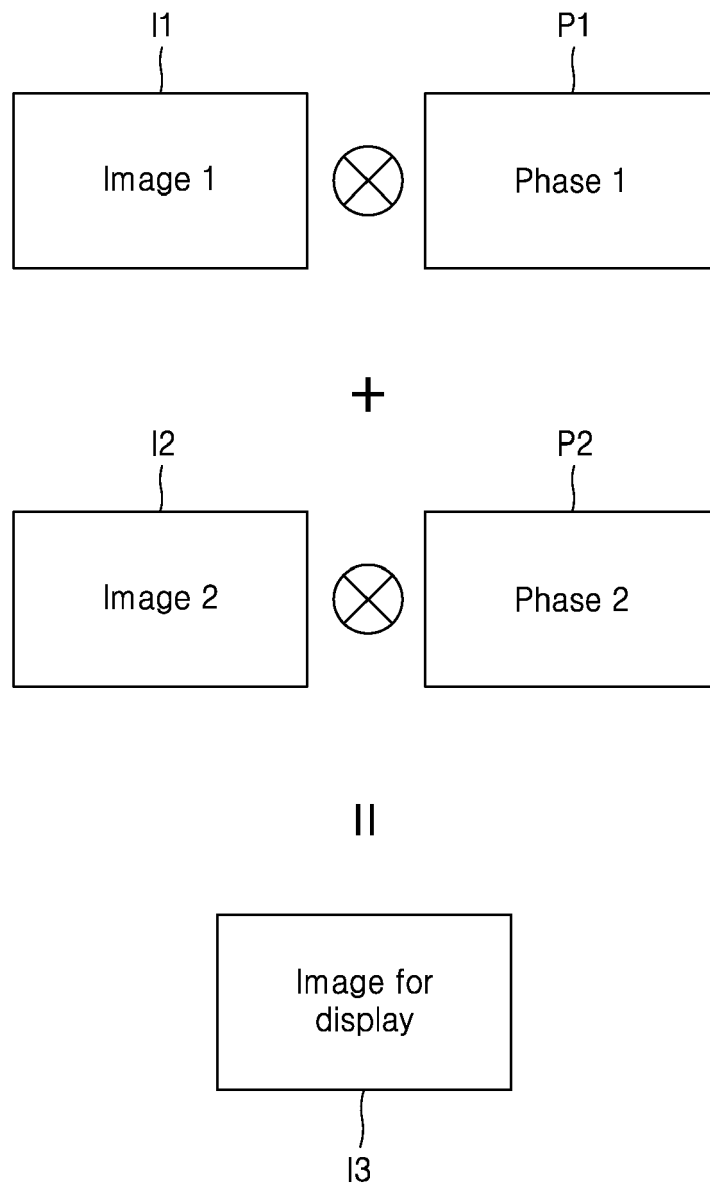 I1 P1
Image 1 Phase 1
+
I2 P2
Image 2 Phase 2
=
Image for
display
I3